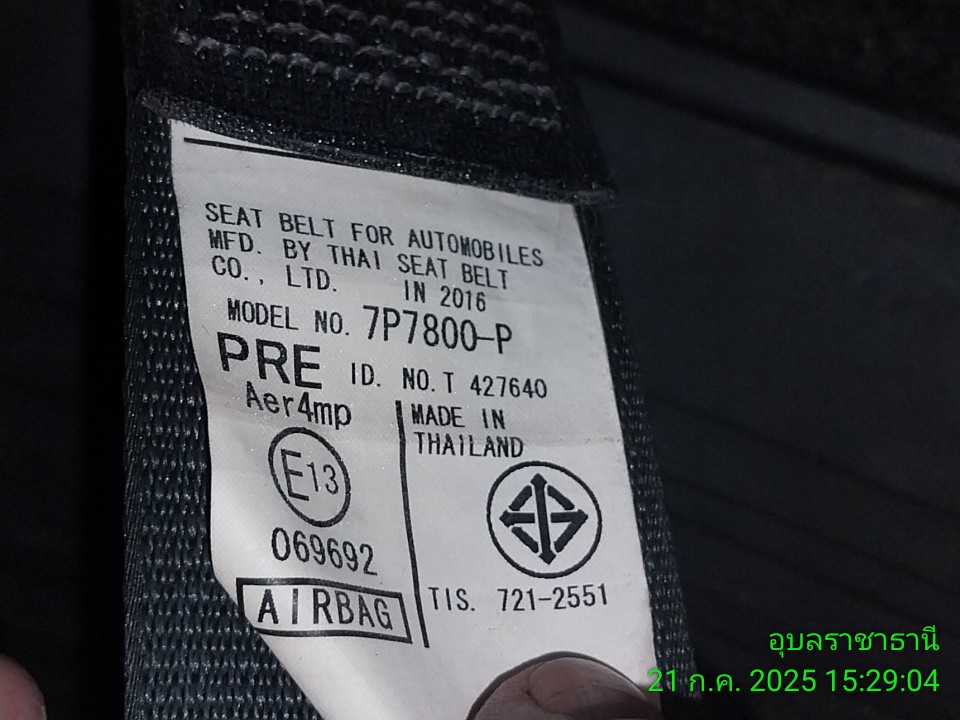 SEAT BELT FOR AUTOMOBILES
MFD. BY THAI SEAT BELT
CO., LTD. IN 2016
MODEL NO. 7P7800-P
PRE ID. NO. T 427640
Aer4mp
MADE IN
THAILAND
E13
069692
AIRBAG
TIS. 721-2551
อุบลราชาธานี
21 ก.ค. 2025 15:29:04